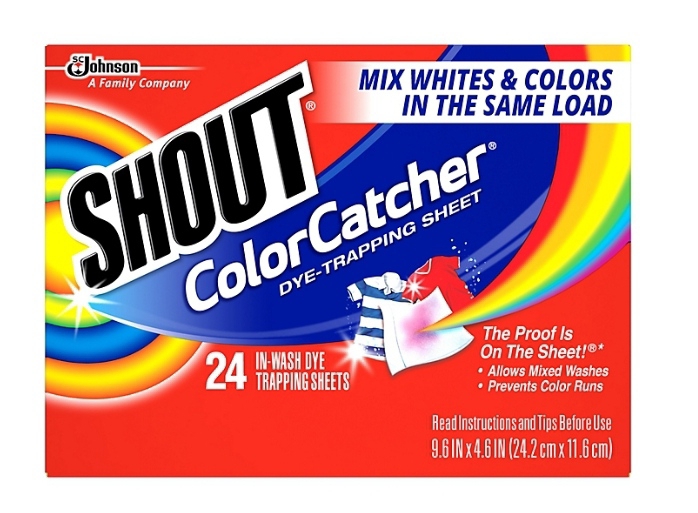 SC Johnson
A Family Company
MIX WHITES & COLORS
IN THE SAME LOAD
SHOUT®
ColorCatcher®
DYE-TRAPPING SHEET
24 IN-WASH DYE
TRAPPING SHEETS
The Proof Is
On The Sheet!®*
• Allows Mixed Washes
• Prevents Color Runs
Read Instructions and Tips Before Use
9.6 IN x 4.6 IN (24.2 cm x 11.6 cm)